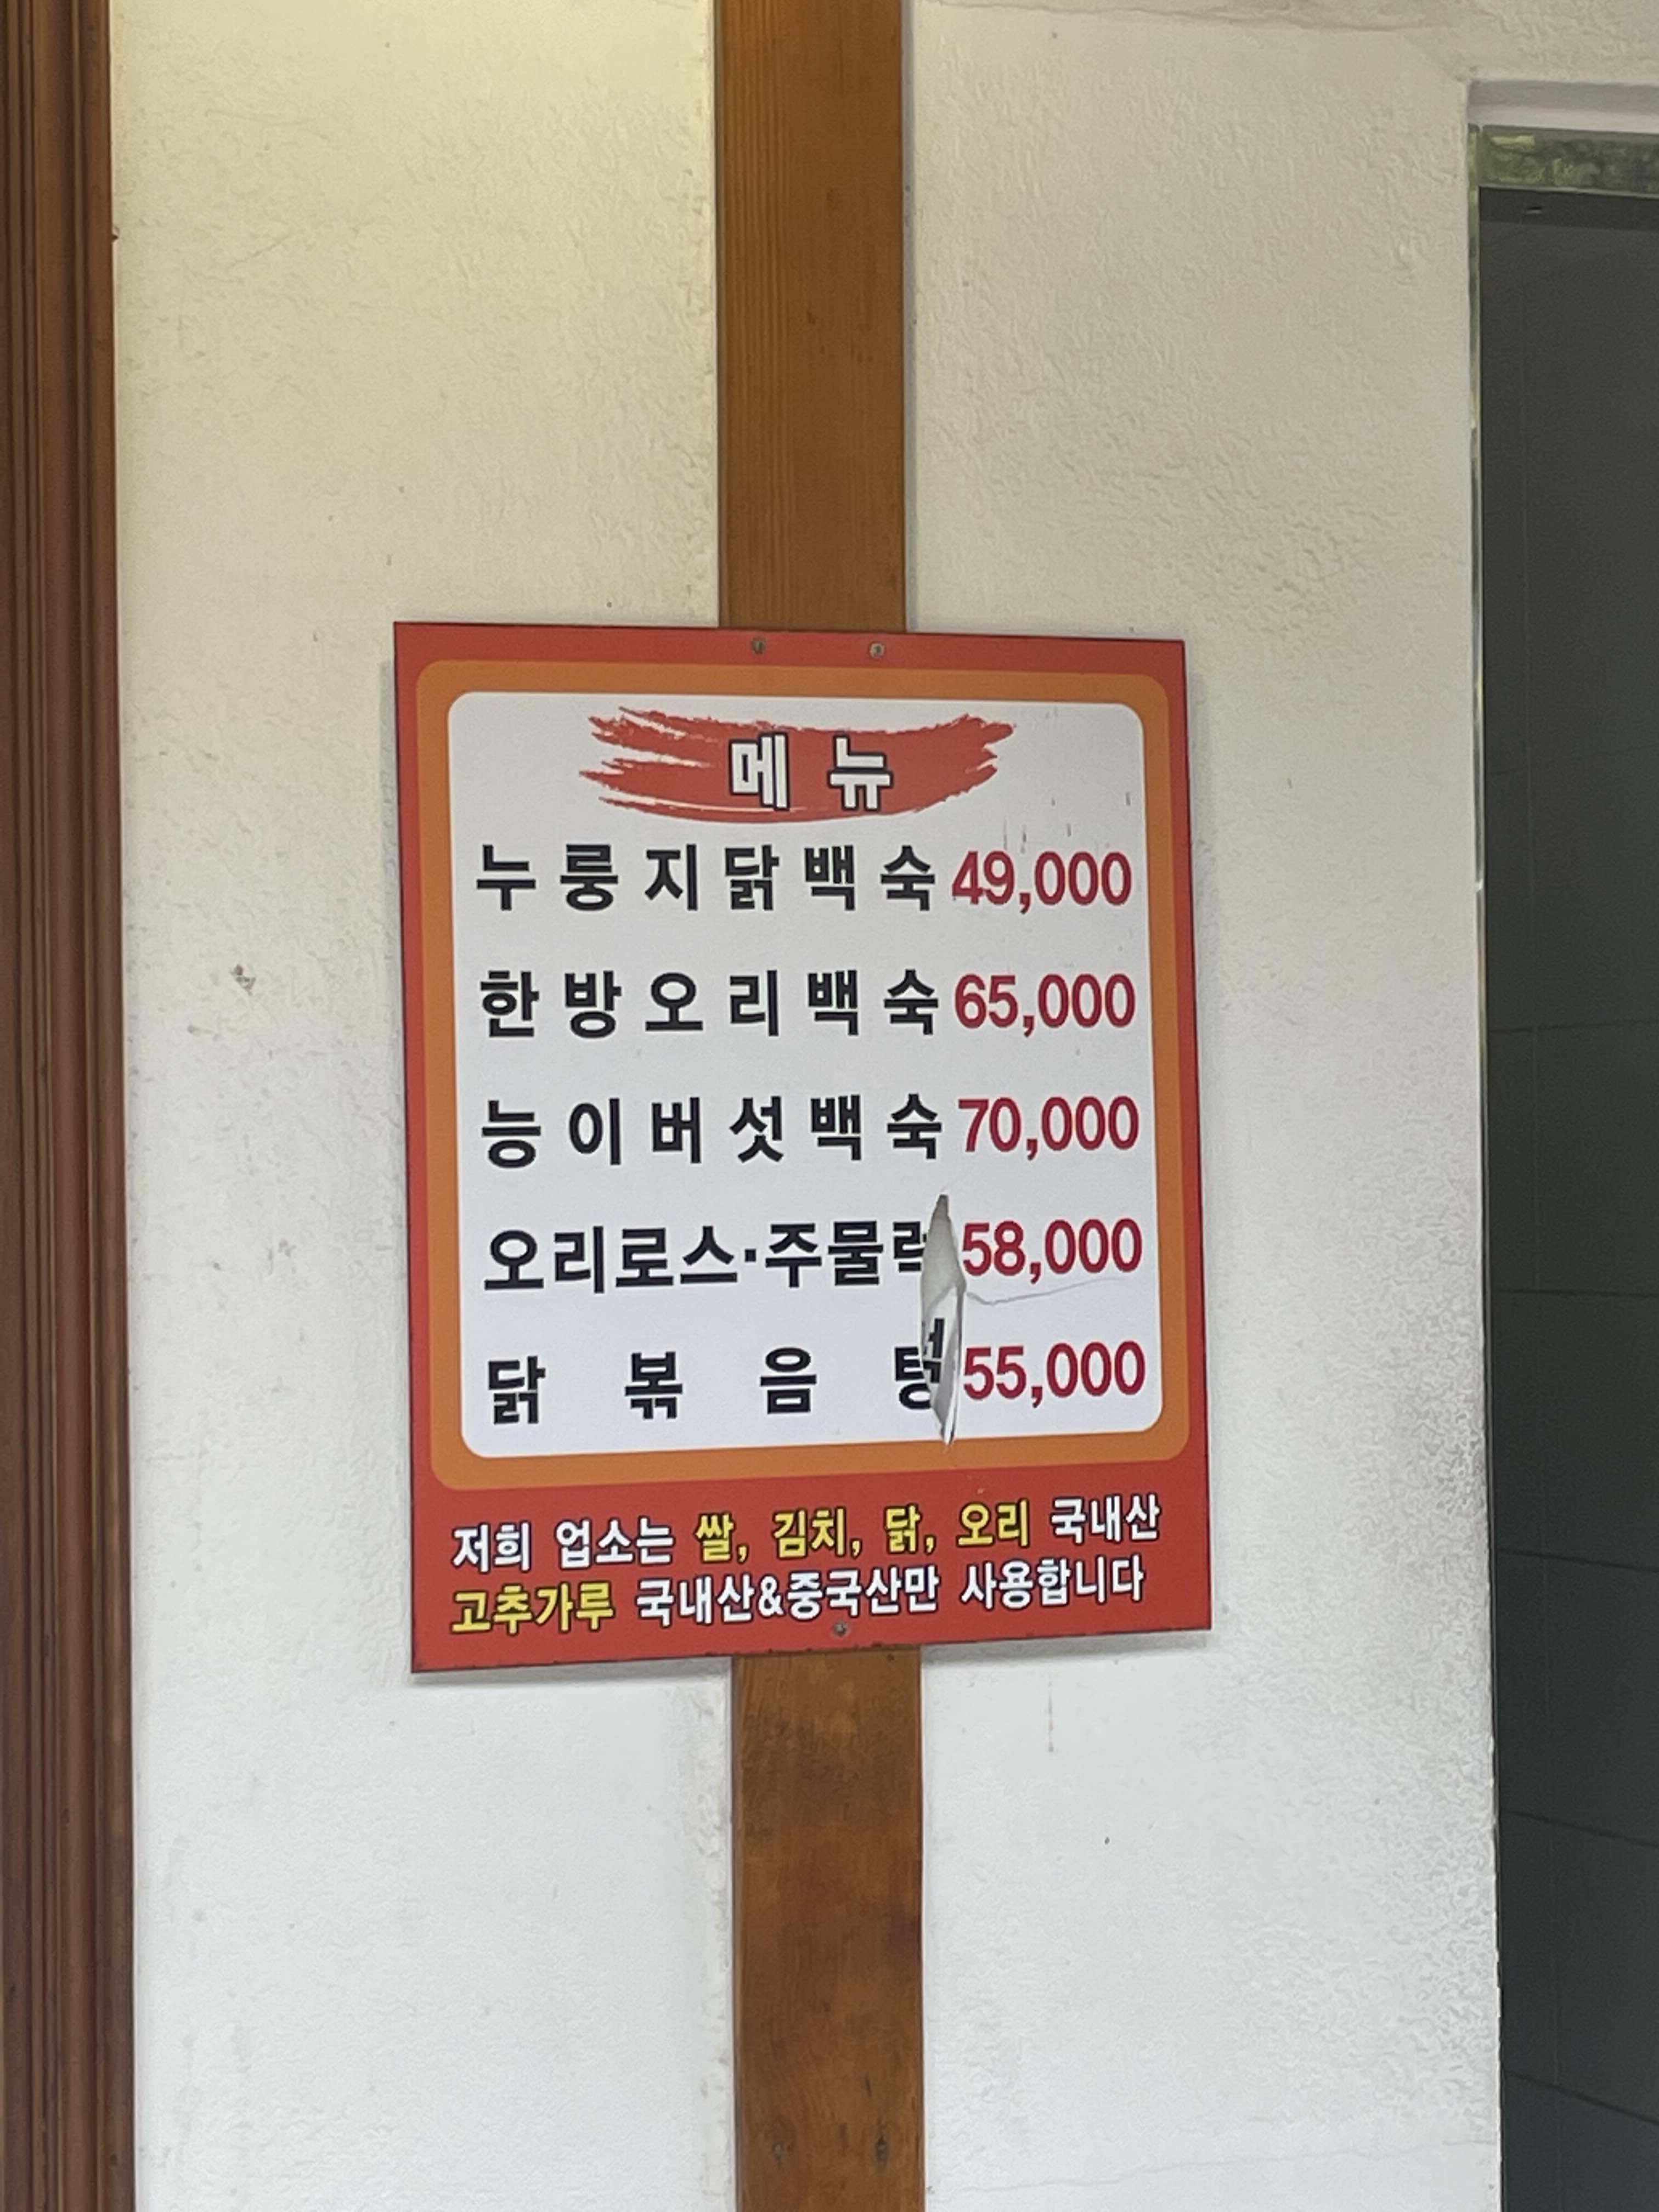 메뉴
누룽지닭백숙 49,000
한방오리백숙 65,000
능이버섯백숙 70,000
오리로스·주물럭 58,000
닭볶음탕 55,000
저희 업소는 쌀, 김치, 닭, 오리 국내산
고추가루 국내산&중국산만 사용합니다